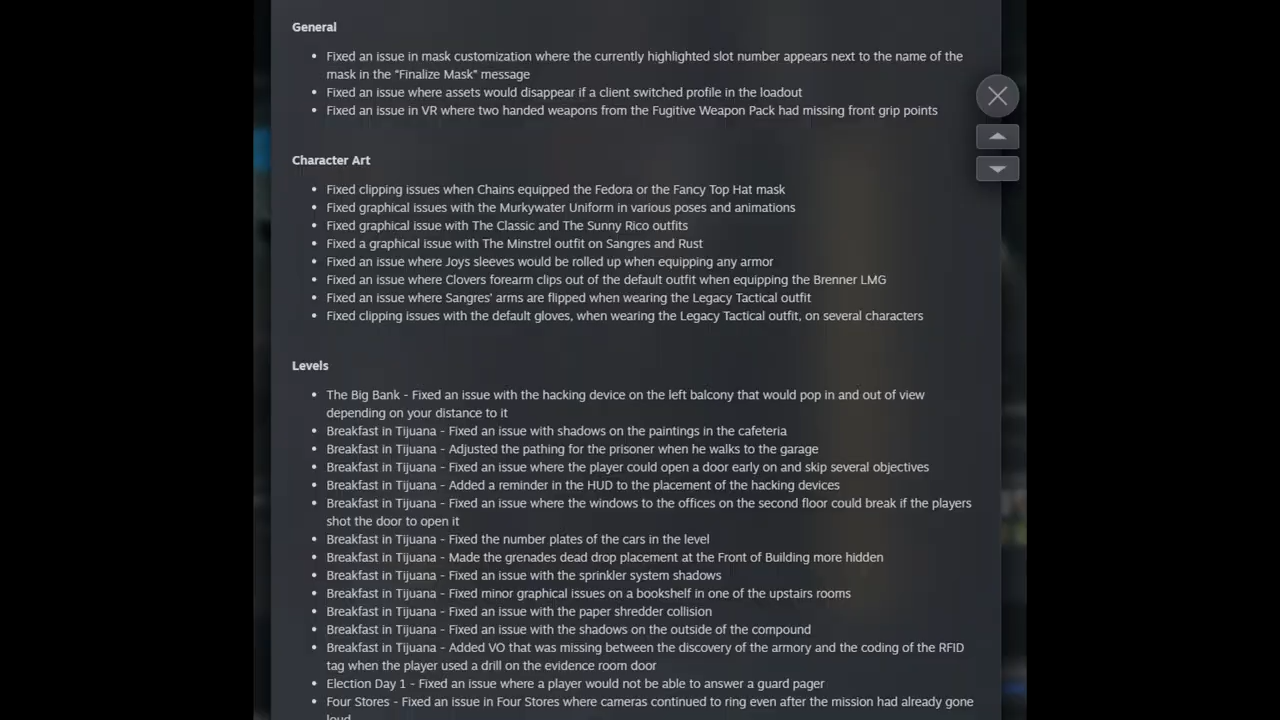 General
Fixed an issue in mask customization where the currently highlighted slot number appears next to the name of the
mask in the "Finalize Mask" message
Fixed an issue where assets would disappear if a client switched profile in the loadout
Fixed an issue in VR where two handed weapons from the Fugitive Weapon Pack had missing front grip points
Character Art
Fixed clipping issues when Chains equipped the Fedora or the Fancy Top Hat mask
Fixed graphical issues with the Murkywater Uniform in various poses and animations
Fixed graphical issue with The Classic and The Sunny Rico outfits
Fixed a graphical issue with The Minstrel outfit on Sangres and Rust
Fixed an issue where Joys sleeves would be rolled up when equipping any armor
Fixed an issue where Clovers forearm clips out of the default outfit when equipping the Brenner LMG
Fixed an issue where Sangres' arms are flipped when wearing the Legacy Tactical outfit
Fixed clipping issues with the default gloves, when wearing the Legacy Tactical outfit, on several characters
Levels
The Big Bank - Fixed an issue with the hacking device on the left balcony that would pop in and out of view
depending on your distance to it
Breakfast in Tijuana - Fixed an issue with shadows on the paintings in the cafeteria
Breakfast in Tijuana - Adjusted the pathing for the prisoner when he walks to the garage
Breakfast in Tijuana - Fixed an issue where the player could open a door early on and skip several objectives
Breakfast in Tijuana - Added a reminder in the HUD to the placement of the hacking devices
Breakfast in Tijuana - Fixed an issue where the windows to the offices on the second floor could break if the players
shot the door to open it
Breakfast in Tijuana - Fixed the number plates of the cars in the level
Breakfast in Tijuana - Made the grenades dead drop placement at the Front of Building more hidden
Breakfast in Tijuana - Fixed an issue with the sprinkler system shadows
Breakfast in Tijuana - Fixed minor graphical issues on a bookshelf in one of the upstairs rooms
Breakfast in Tijuana - Fixed an issue with the paper shredder collision
Breakfast in Tijuana - Fixed an issue with the shadows on the outside of the compound
Breakfast in Tijuana - Added VO that was missing between the discovery of the armory and the coding of the RFID
tag when the player used a drill on the evidence room door
Election Day 1 - Fixed an issue where a player would not be able to answer a guard pager
Four Stores - Fixed an issue in Four Stores where cameras continued to ring even after the mission had already gone
loud